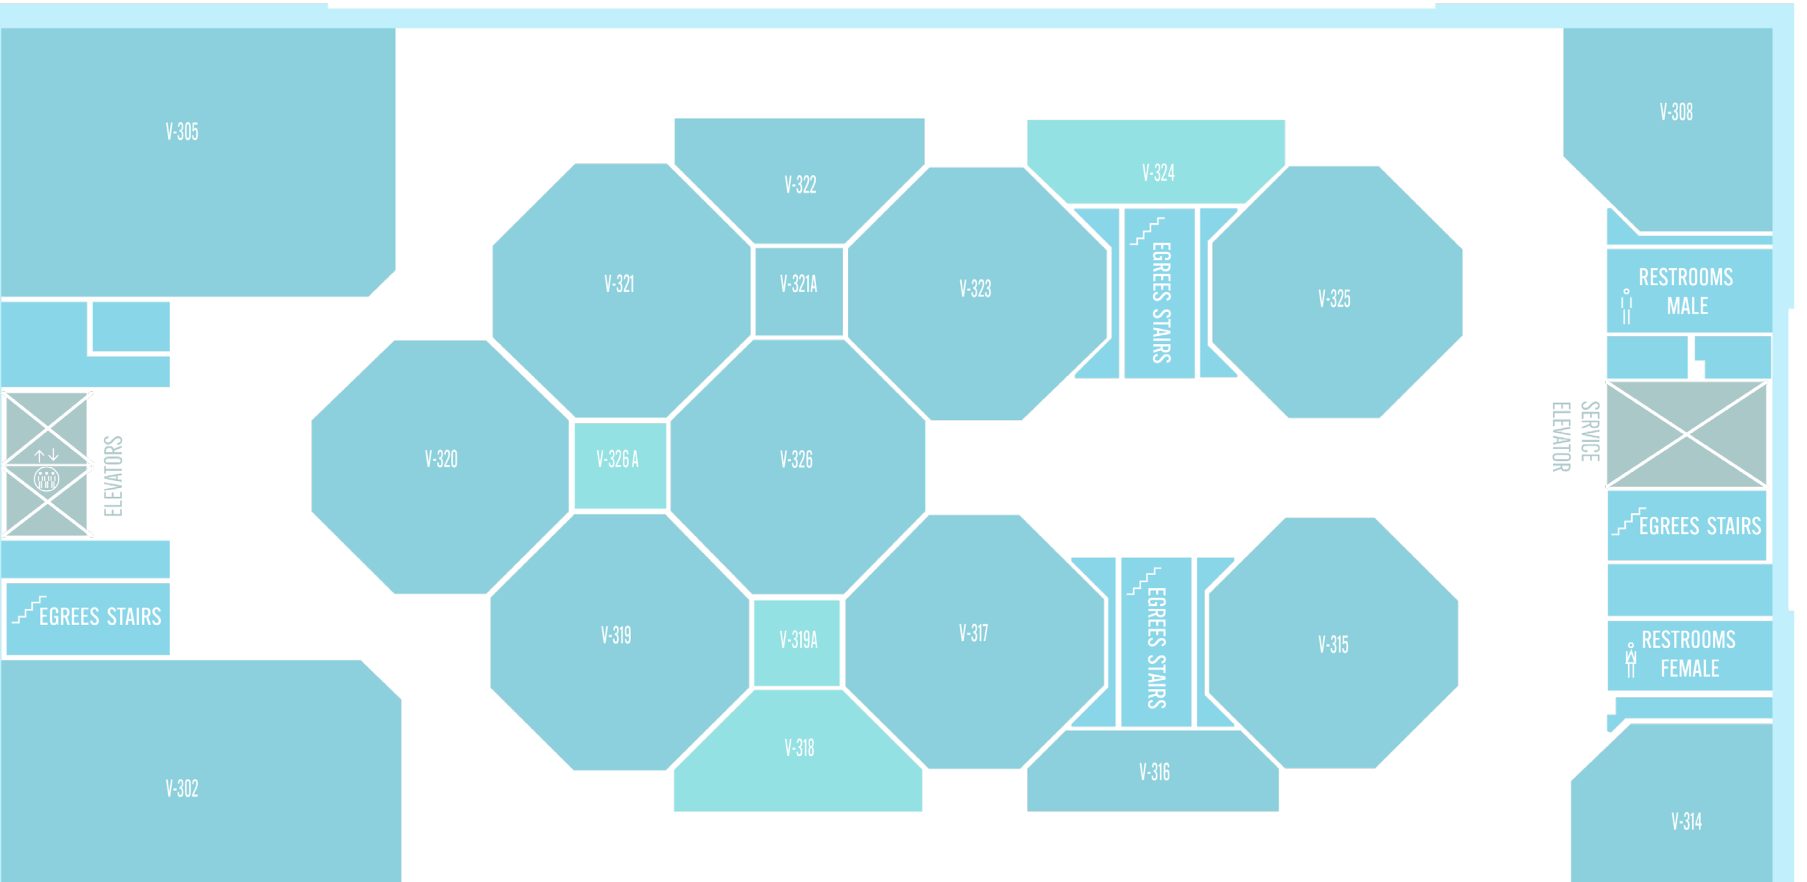 V-305
V-308
V-322
V-324
V-321
V-321A
V-323
EGREES STAIRS
V-325
RESTROOMS
MALE
V-320
V-326 A
V-326
ELEVATORS
SERVICE
ELEVATOR
EGREES STAIRS
EGREES STAIRS
V-319
V-319A
V-317
EGREES STAIRS
V-315
RESTROOMS
FEMALE
V-318
V-316
V-302
V-314